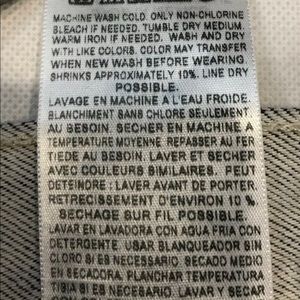 MACHINE WASH COLD. ONLY NON-CHLORINE
BLEACH IF NEEDED. TUMBLE DRY MEDIUM.
WARM IRON IF NEEDED. WASH AND DRY
WITH LIKE COLORS. COLOR MAY TRANSFER
WHEN NEW WASH BEFORE WEARING.
SHRINKS APPROXIMATELY 10%. LINE DRY
POSSIBLE.
LAVAGE EN MACHINE A L'EAU FROIDE.
BLANCHIMENT SANS CHLORE SEULEMENT
AU BESOIN. SECHER EN MACHINE A
TEMPERATURE MOYENNE. REPASSER AU FER
TIEDE AU BESOIN. LAVER ET SECHER
AVEC COULEURS SIMILAIRES. PEUT
DETEINDRE: LAVER AVANT DE PORTER.
RETRECISSEMENT D'ENVIRON 10 %
SECHAGE SUR FIL POSSIBLE.
LAVAR EN LAVADORA CON AGUA FRIA CON
DETERGENTE. USAR BLANQUEADOR SIN
CLORO SI ES NECESARIO. SECADO MEDIO
EN SECADORA. PLANCHAR TEMPERATURA
TIBIA SI ES NECESARIO. LAVAR Y SECAR
CON